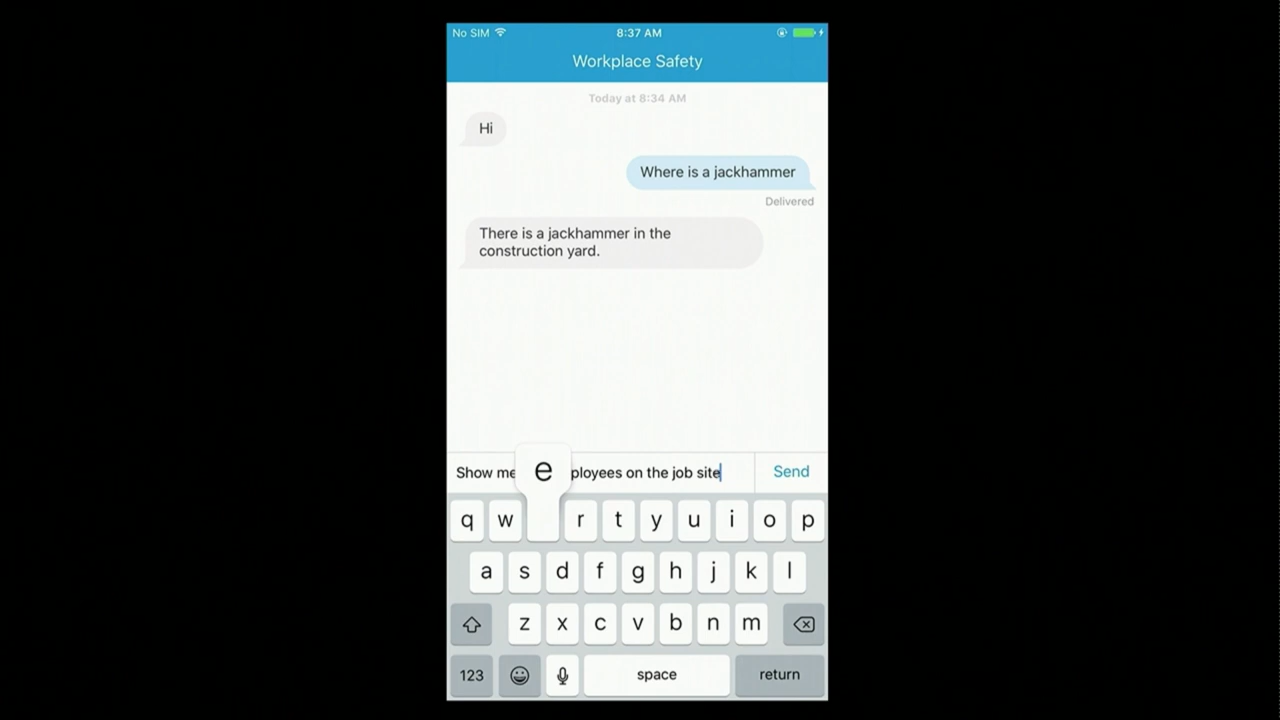 No SIM 8:37 AM
Workplace Safety
Today at 8:34 AM
Hi
Where is a jackhammer
Delivered
There is a jackhammer in the
construction yard.
Show me ployees on the job site Send
e
q w r t y u i o p
a s d f g h j k l
z x c v b n m
123 space return